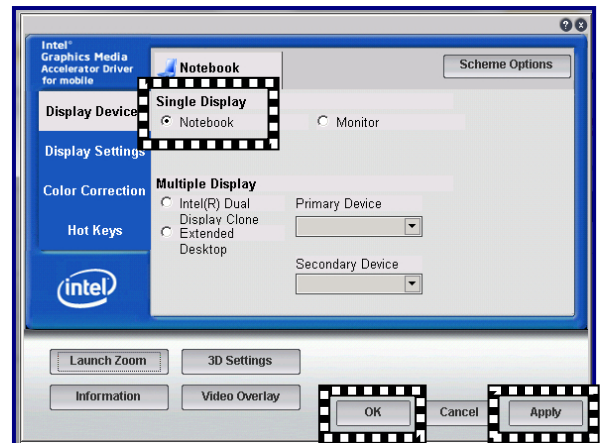 Intel®
Graphics Media
Accelerator Driver
for mobile
Notebook
Scheme Options
Display Devices
Single Display
Notebook
Monitor
Display Settings
Color Correction
Multiple Display
Intel(R) Dual
Display Clone
Primary Device
Extended
Desktop
Hot Keys
Secondary Device
intel
Launch Zoom
3D Settings
Information
Video Overlay
OK
Cancel
Apply